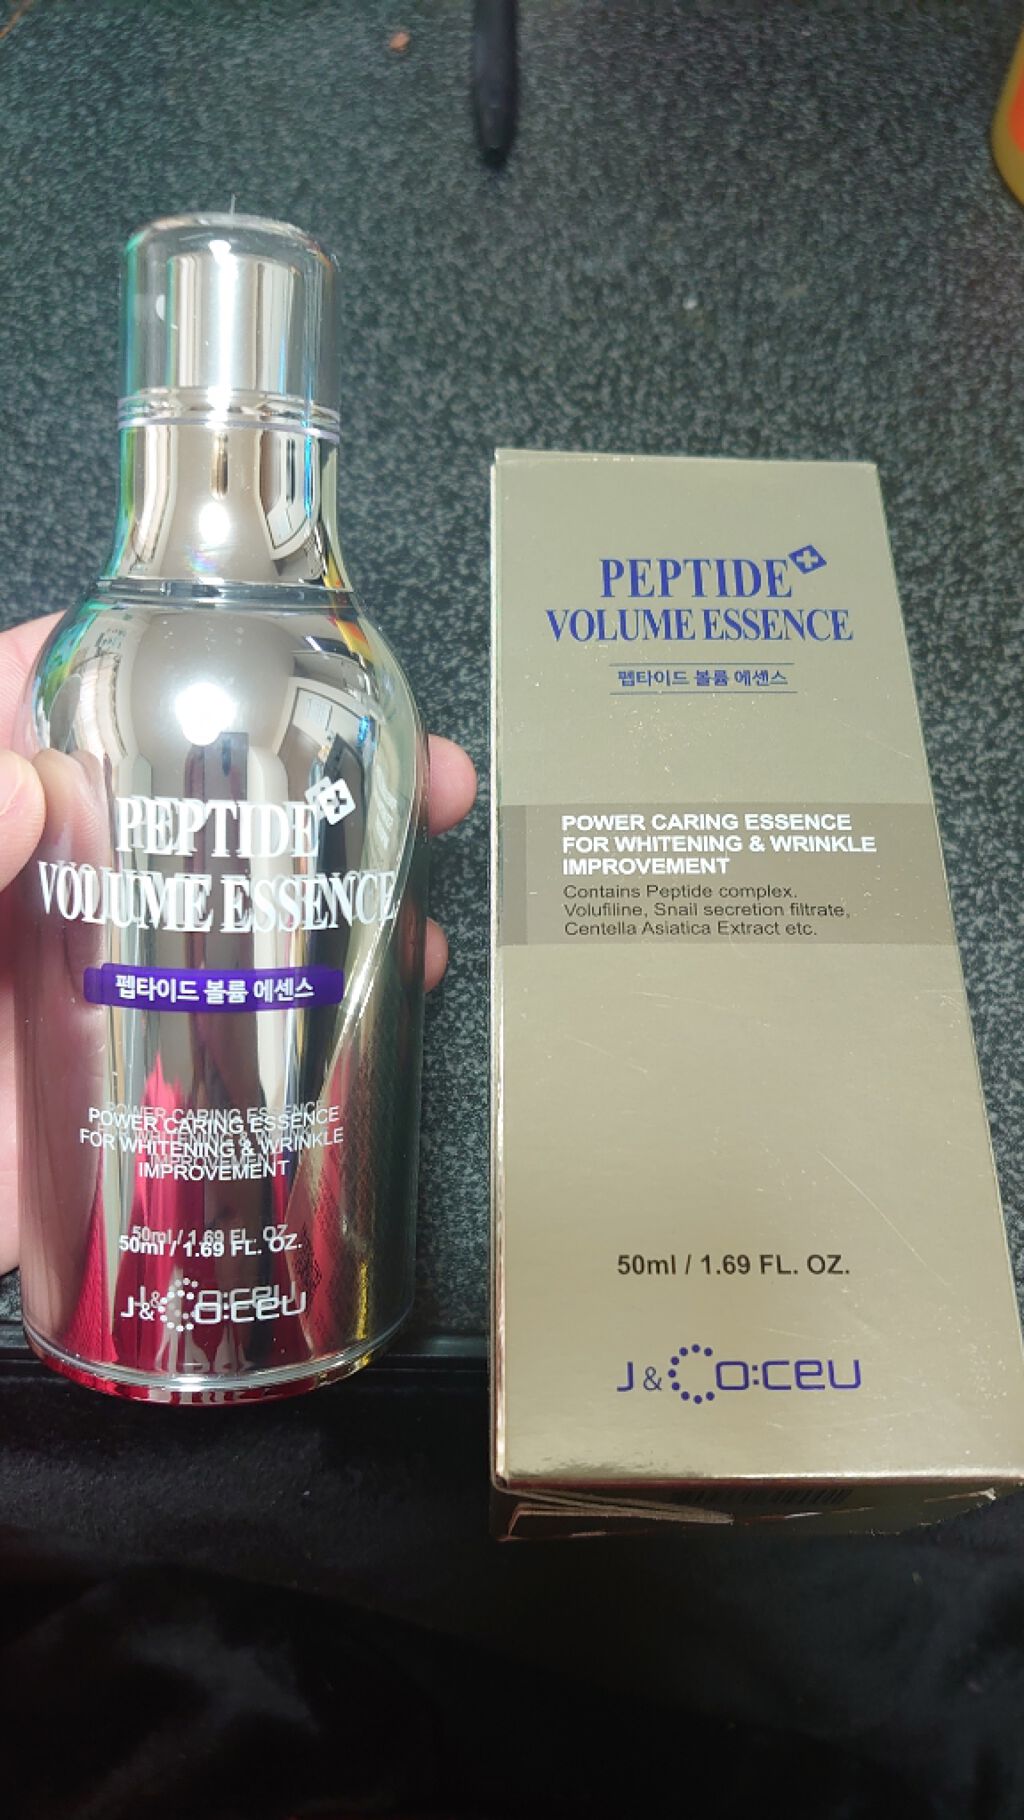 PEPTIDE
VOLUME ESSENCE
펩타이드 볼륨 에센스
POWER CARING ESSENCE
FOR WHITENING & WRINKLE
IMPROVEMENT
50ml / 1.69 FL. OZ.
J&Co:ceu
PEPTIDE
VOLUME ESSENCE
펩타이드 볼륨 에센스
POWER CARING ESSENCE
FOR WHITENING & WRINKLE
IMPROVEMENT
Contains Peptide complex,
Volufiline, Snail secretion filtrate,
Centella Asiatica Extract etc.
50ml / 1.69 FL. OZ.
J&Co:ceu